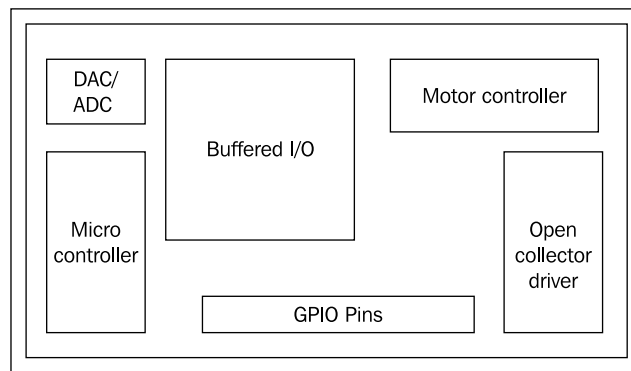 DAC/
ADC
Buffered I/O
Motor controller
Micro
controller
Open
collector
driver
GPIO Pins